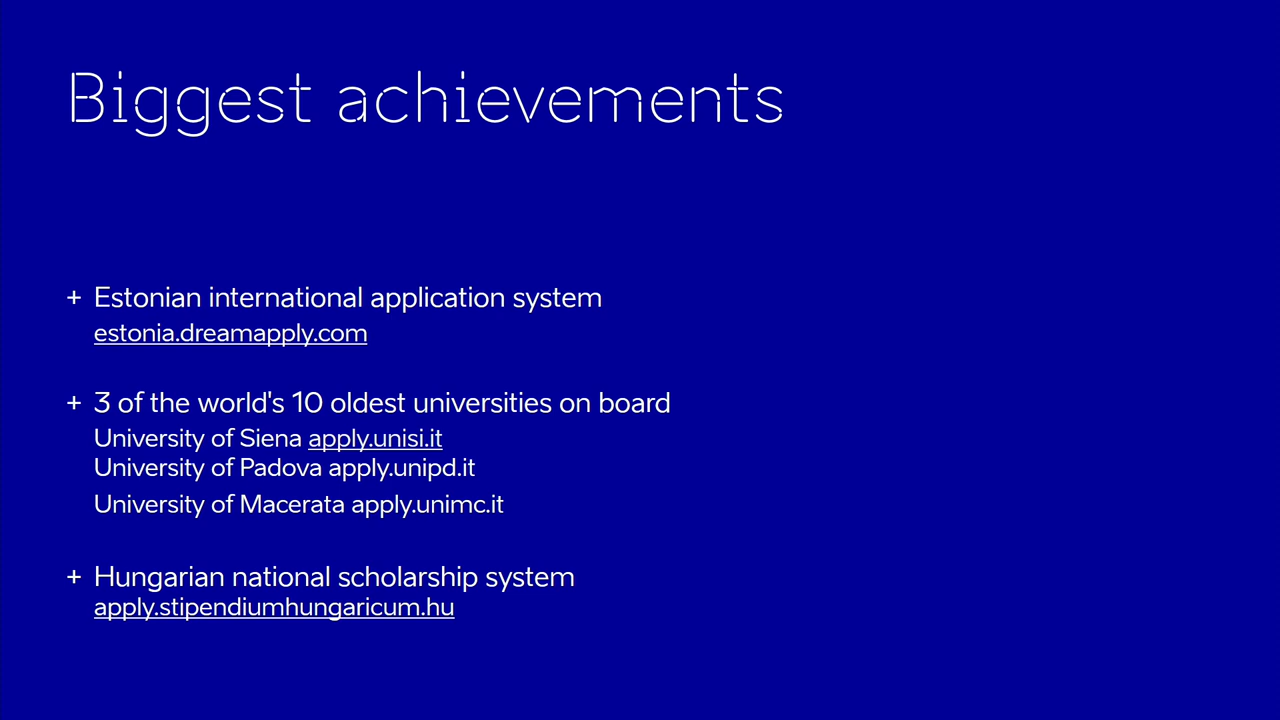 Biggest achievements
+ Estonian international application system
estonia.dreamapply.com
+ 3 of the world's 10 oldest universities on board
University of Siena apply.unisi.it
University of Padova apply.unipd.it
University of Macerata apply.unimc.it
+ Hungarian national scholarship system
apply.stipendiumhungaricum.hu